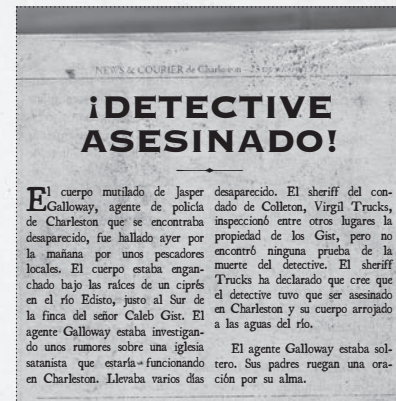 NEWS & COURIER de Charleston
¡DETECTIVE
ASESINADO!
El cuerpo mutilado de Jasper
Galloway, agente de policía
de Charleston que se encontraba
desaparecido, fue hallado ayer por
la mañana por unos pescadores
locales. El cuerpo estaba engan-
chado bajo las raíces de un ciprés
en el río Edisto, justo al Sur de
la finca del señor Caleb Gist. El
agente Galloway estaba investigan-
do unos rumores sobre una iglesia
satanista que estaría funcionando
en Charleston. Llevaba varios días
desaparecido. El sheriff del con-
dado de Colleton, Virgil Trucks,
inspeccionó entre otros lugares la
propiedad de los Gist, pero no
encontró ninguna prueba de la
muerte del detective. El sheriff
Trucks ha declarado que cree que
el detective tuvo que ser asesinado
en Charleston y su cuerpo arrojado
a las aguas del río.
El agente Galloway estaba sol-
tero. Sus padres ruegan una ora-
ción por su alma.